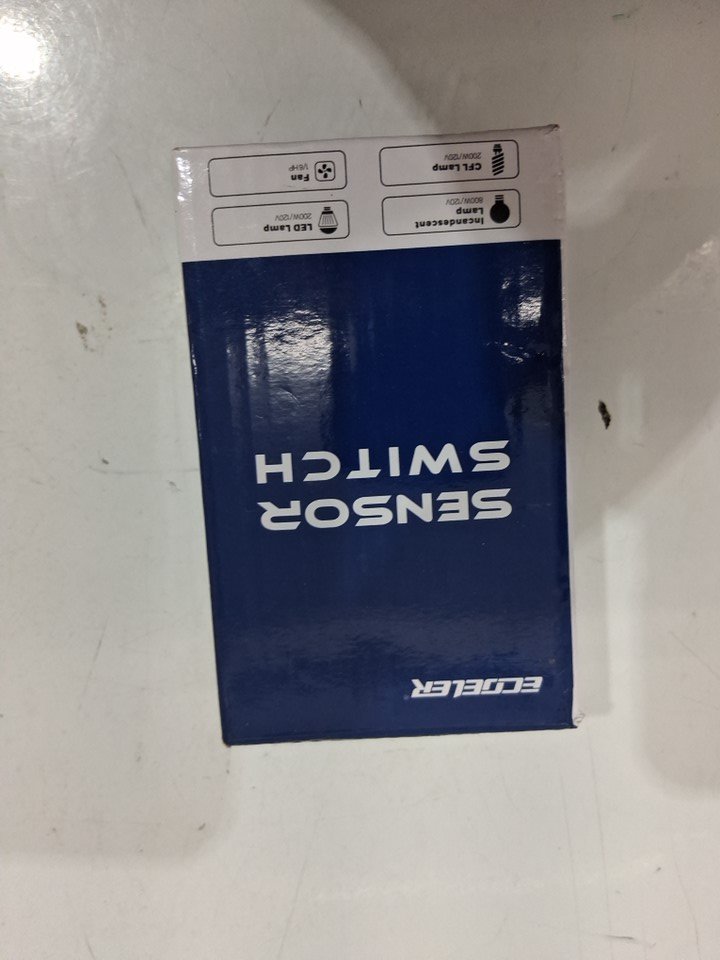 ECOELER
SENSOR
SWITCH
Incandescent
Lamp
800W/120V
LED Lamp
200W/120V
CFL Lamp
200W/120V
Fan
1/6HP